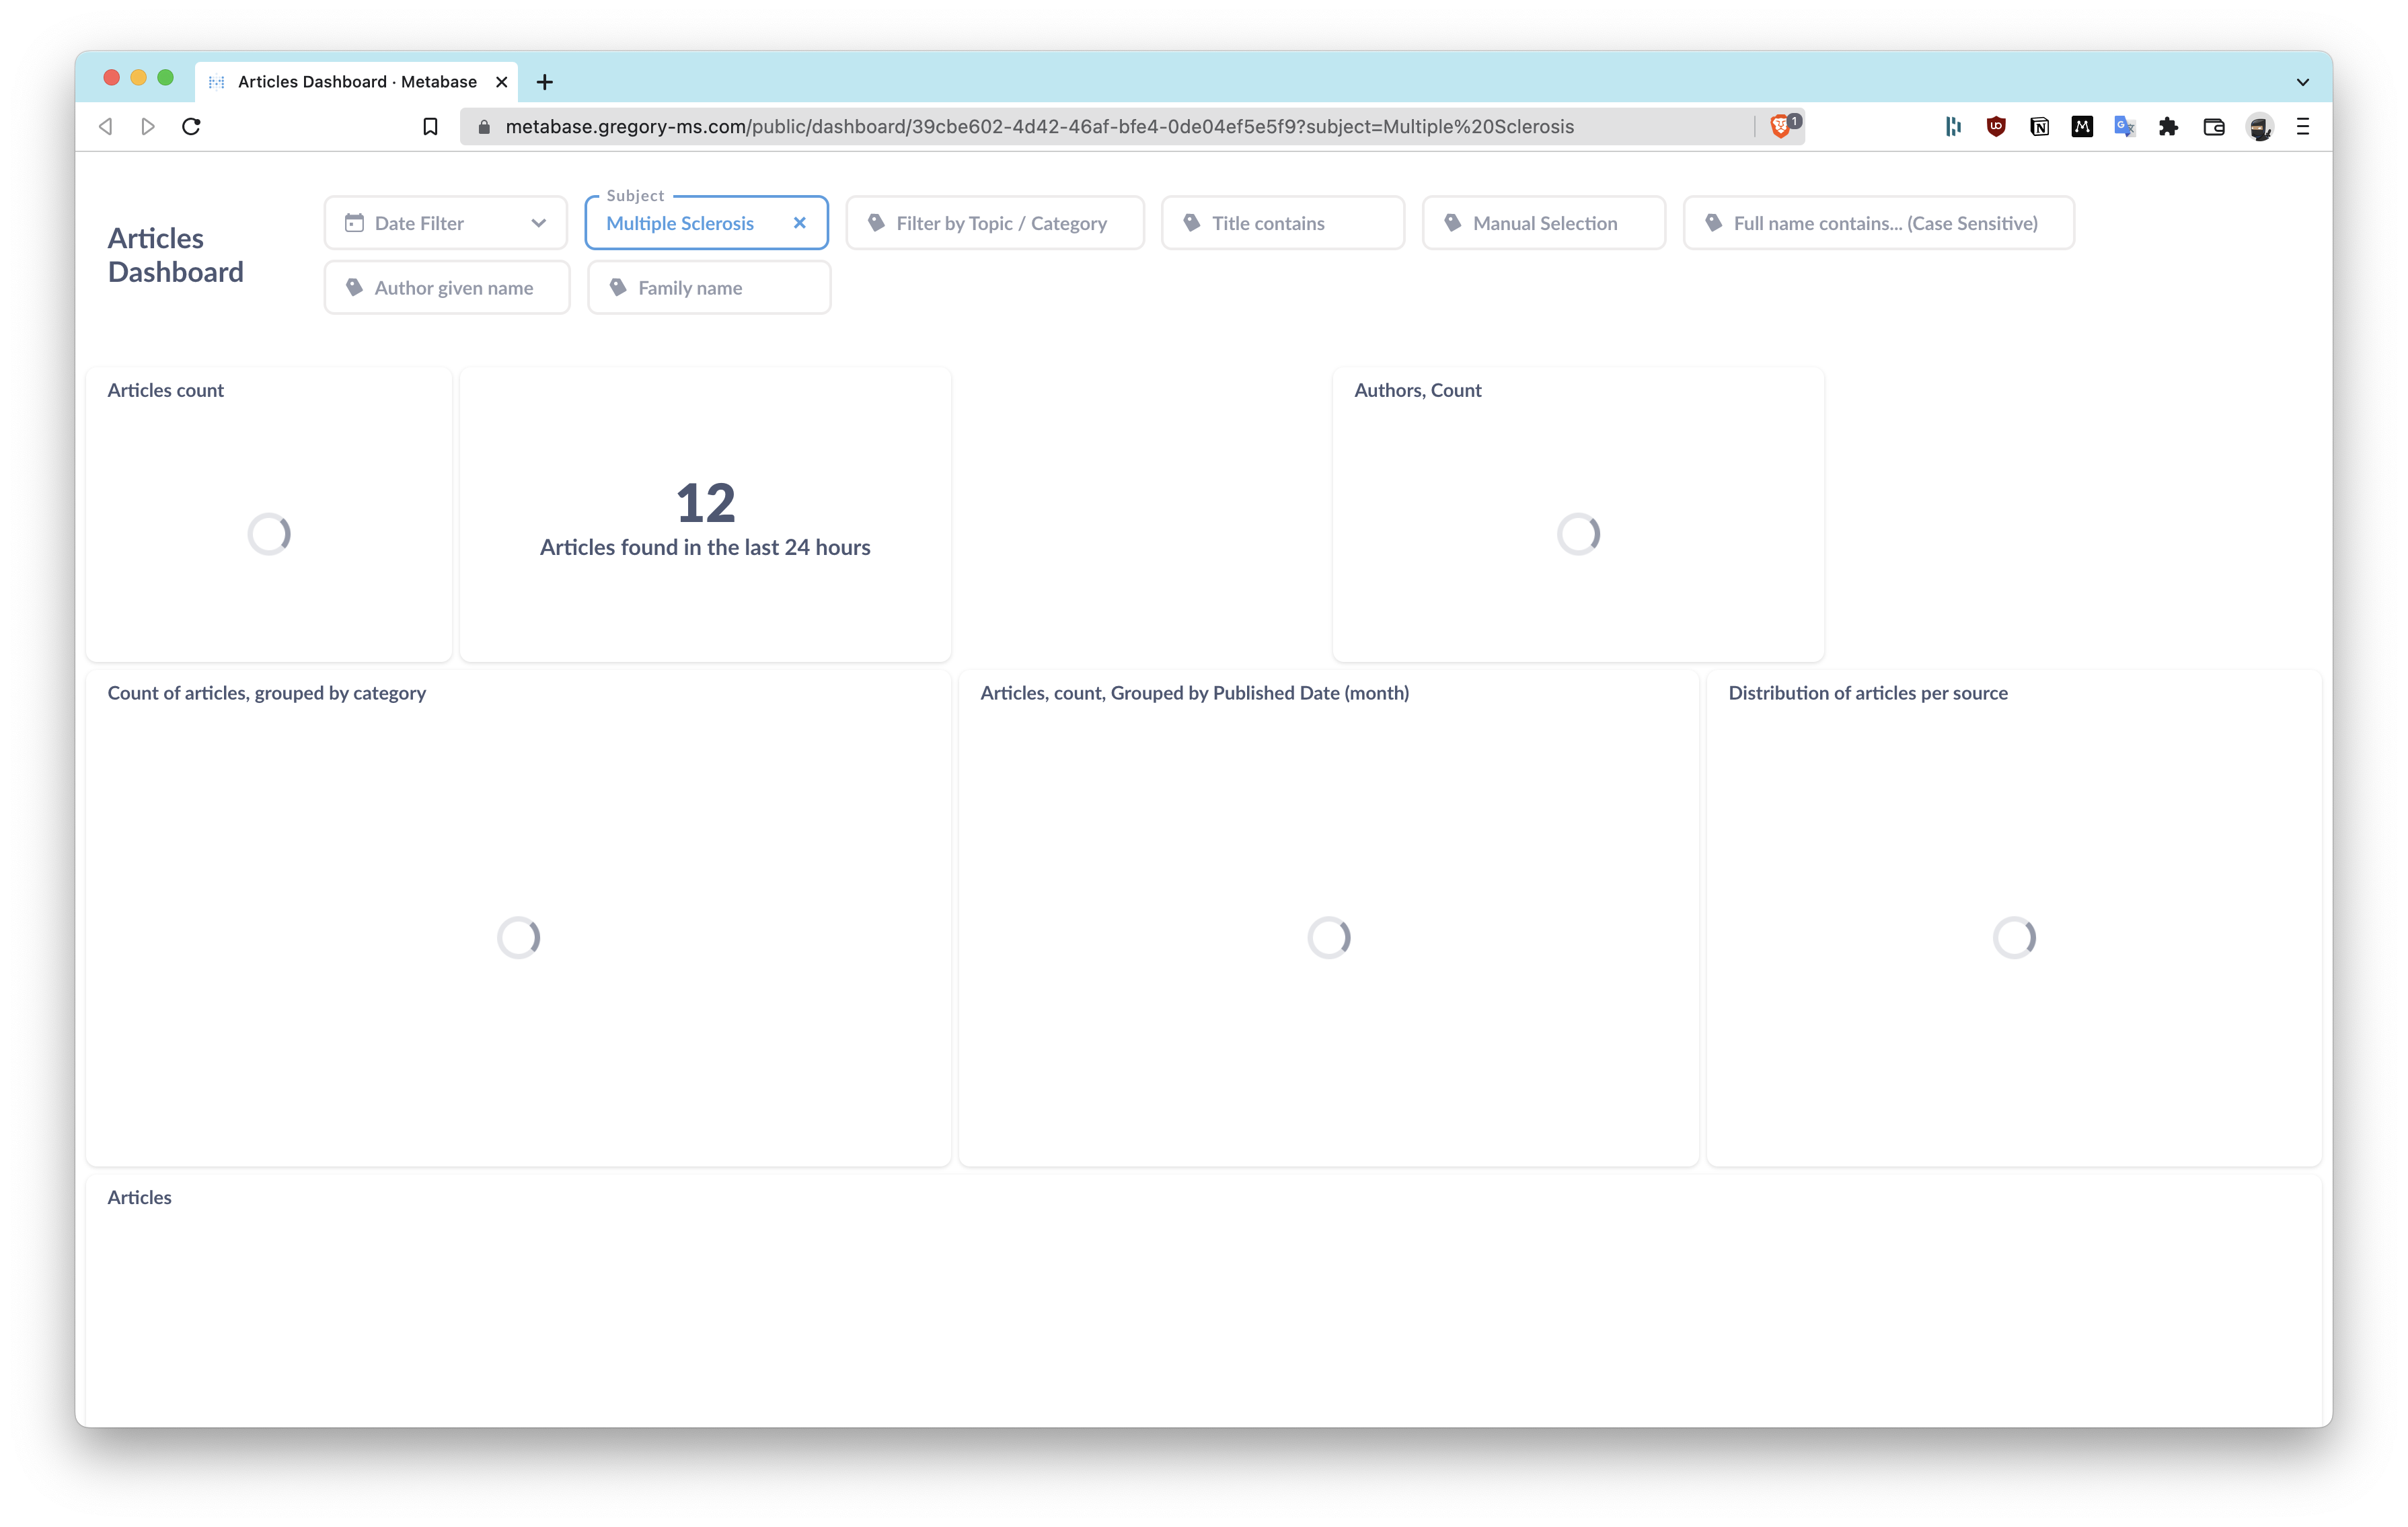 Articles Dashboard · Metabase
metabase.gregory-ms.com/public/dashboard/39cbe602-4d42-46af-bfe4-0de04ef5e5f9?subject=Multiple%20Sclerosis
1
Articles
Dashboard
Date Filter
Subject
Multiple Sclerosis
Filter by Topic / Category
Title contains
Manual Selection
Full name contains... (Case Sensitive)
Author given name
Family name
Articles count
12
Articles found in the last 24 hours
Authors, Count
Count of articles, grouped by category
Articles, count, Grouped by Published Date (month)
Distribution of articles per source
Articles